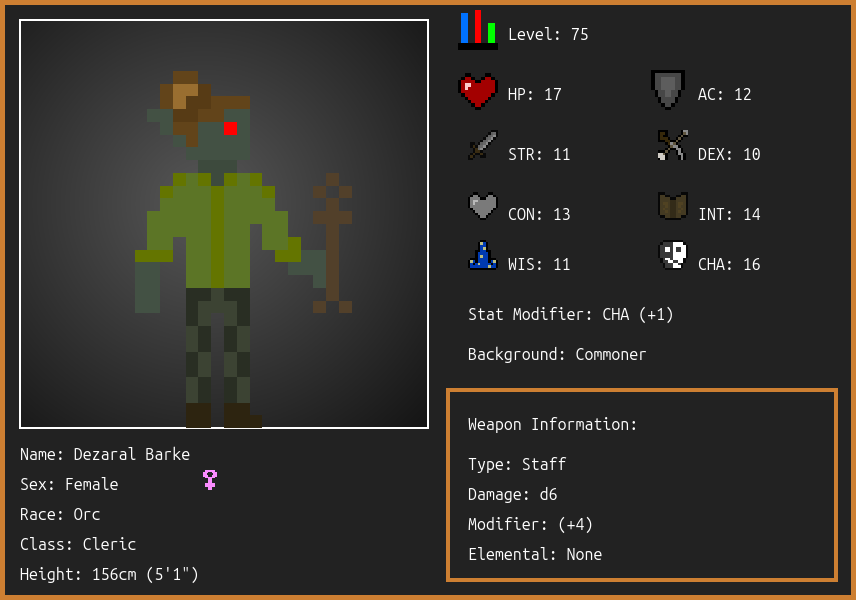 Level: 75
HP: 17
AC: 12
STR: 11
DEX: 10
CON: 13
INT: 14
WIS: 11
CHA: 16
Stat Modifier: CHA (+1)
Background: Commoner
Weapon Information:
Type: Staff
Damage: d6
Modifier: (+4)
Elemental: None
Name: Dezaral Barke
Sex: Female
Race: Orc
Class: Cleric
Height: 156cm (5'1")